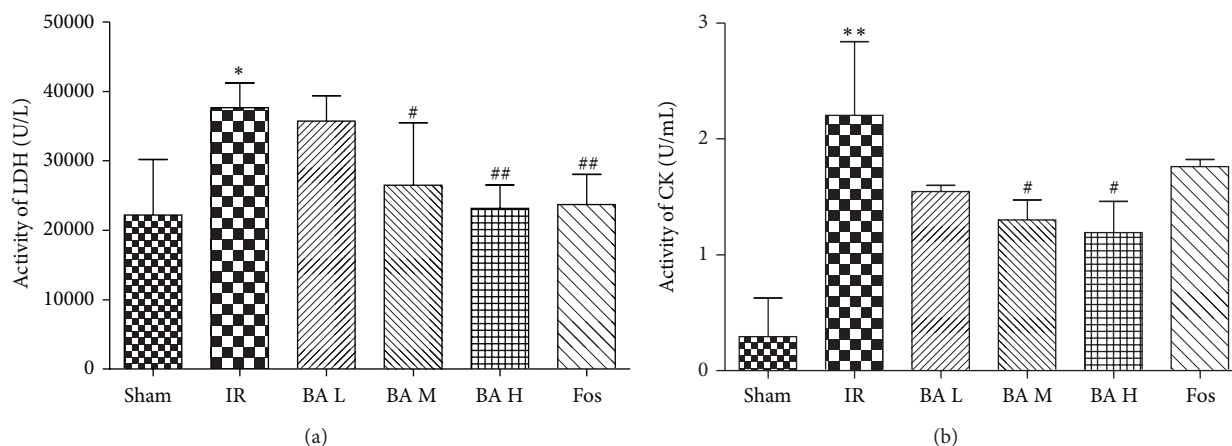 50000
40000
30000
20000
10000
0
Activity of LDH (U/L)
*
#
##
##
Sham IR BA L BA M BA H Fos
(a)
3
2
1
0
Activity of CK (U/mL)
**
#
#
Sham IR BA L BA M BA H Fos
(b)